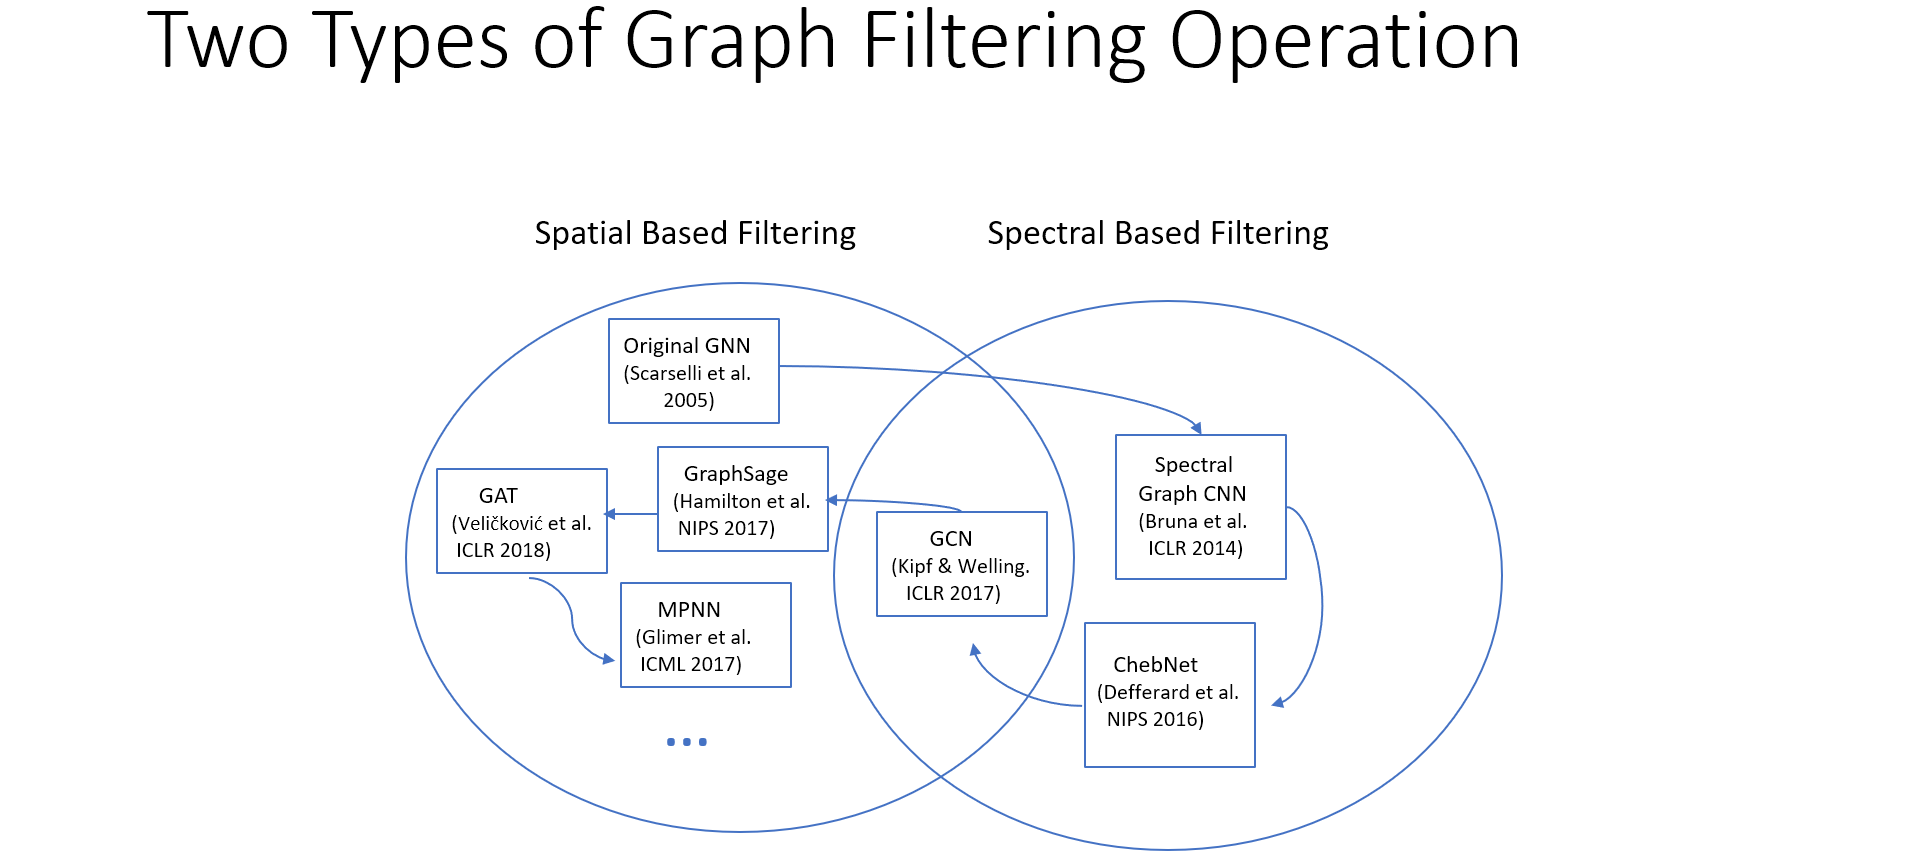 Two Types of Graph Filtering Operation
Spatial Based Filtering
Spectral Based Filtering
Original GNN
(Scarselli et al.
2005)
GraphSage
(Hamilton et al.
NIPS 2017)
GAT
(Veličković et al.
ICLR 2018)
MPNN
(Glimer et al.
ICML 2017)
...
GCN
(Kipf & Welling.
ICLR 2017)
Spectral
Graph CNN
(Bruna et al.
ICLR 2014)
ChebNet
(Defferard et al.
NIPS 2016)